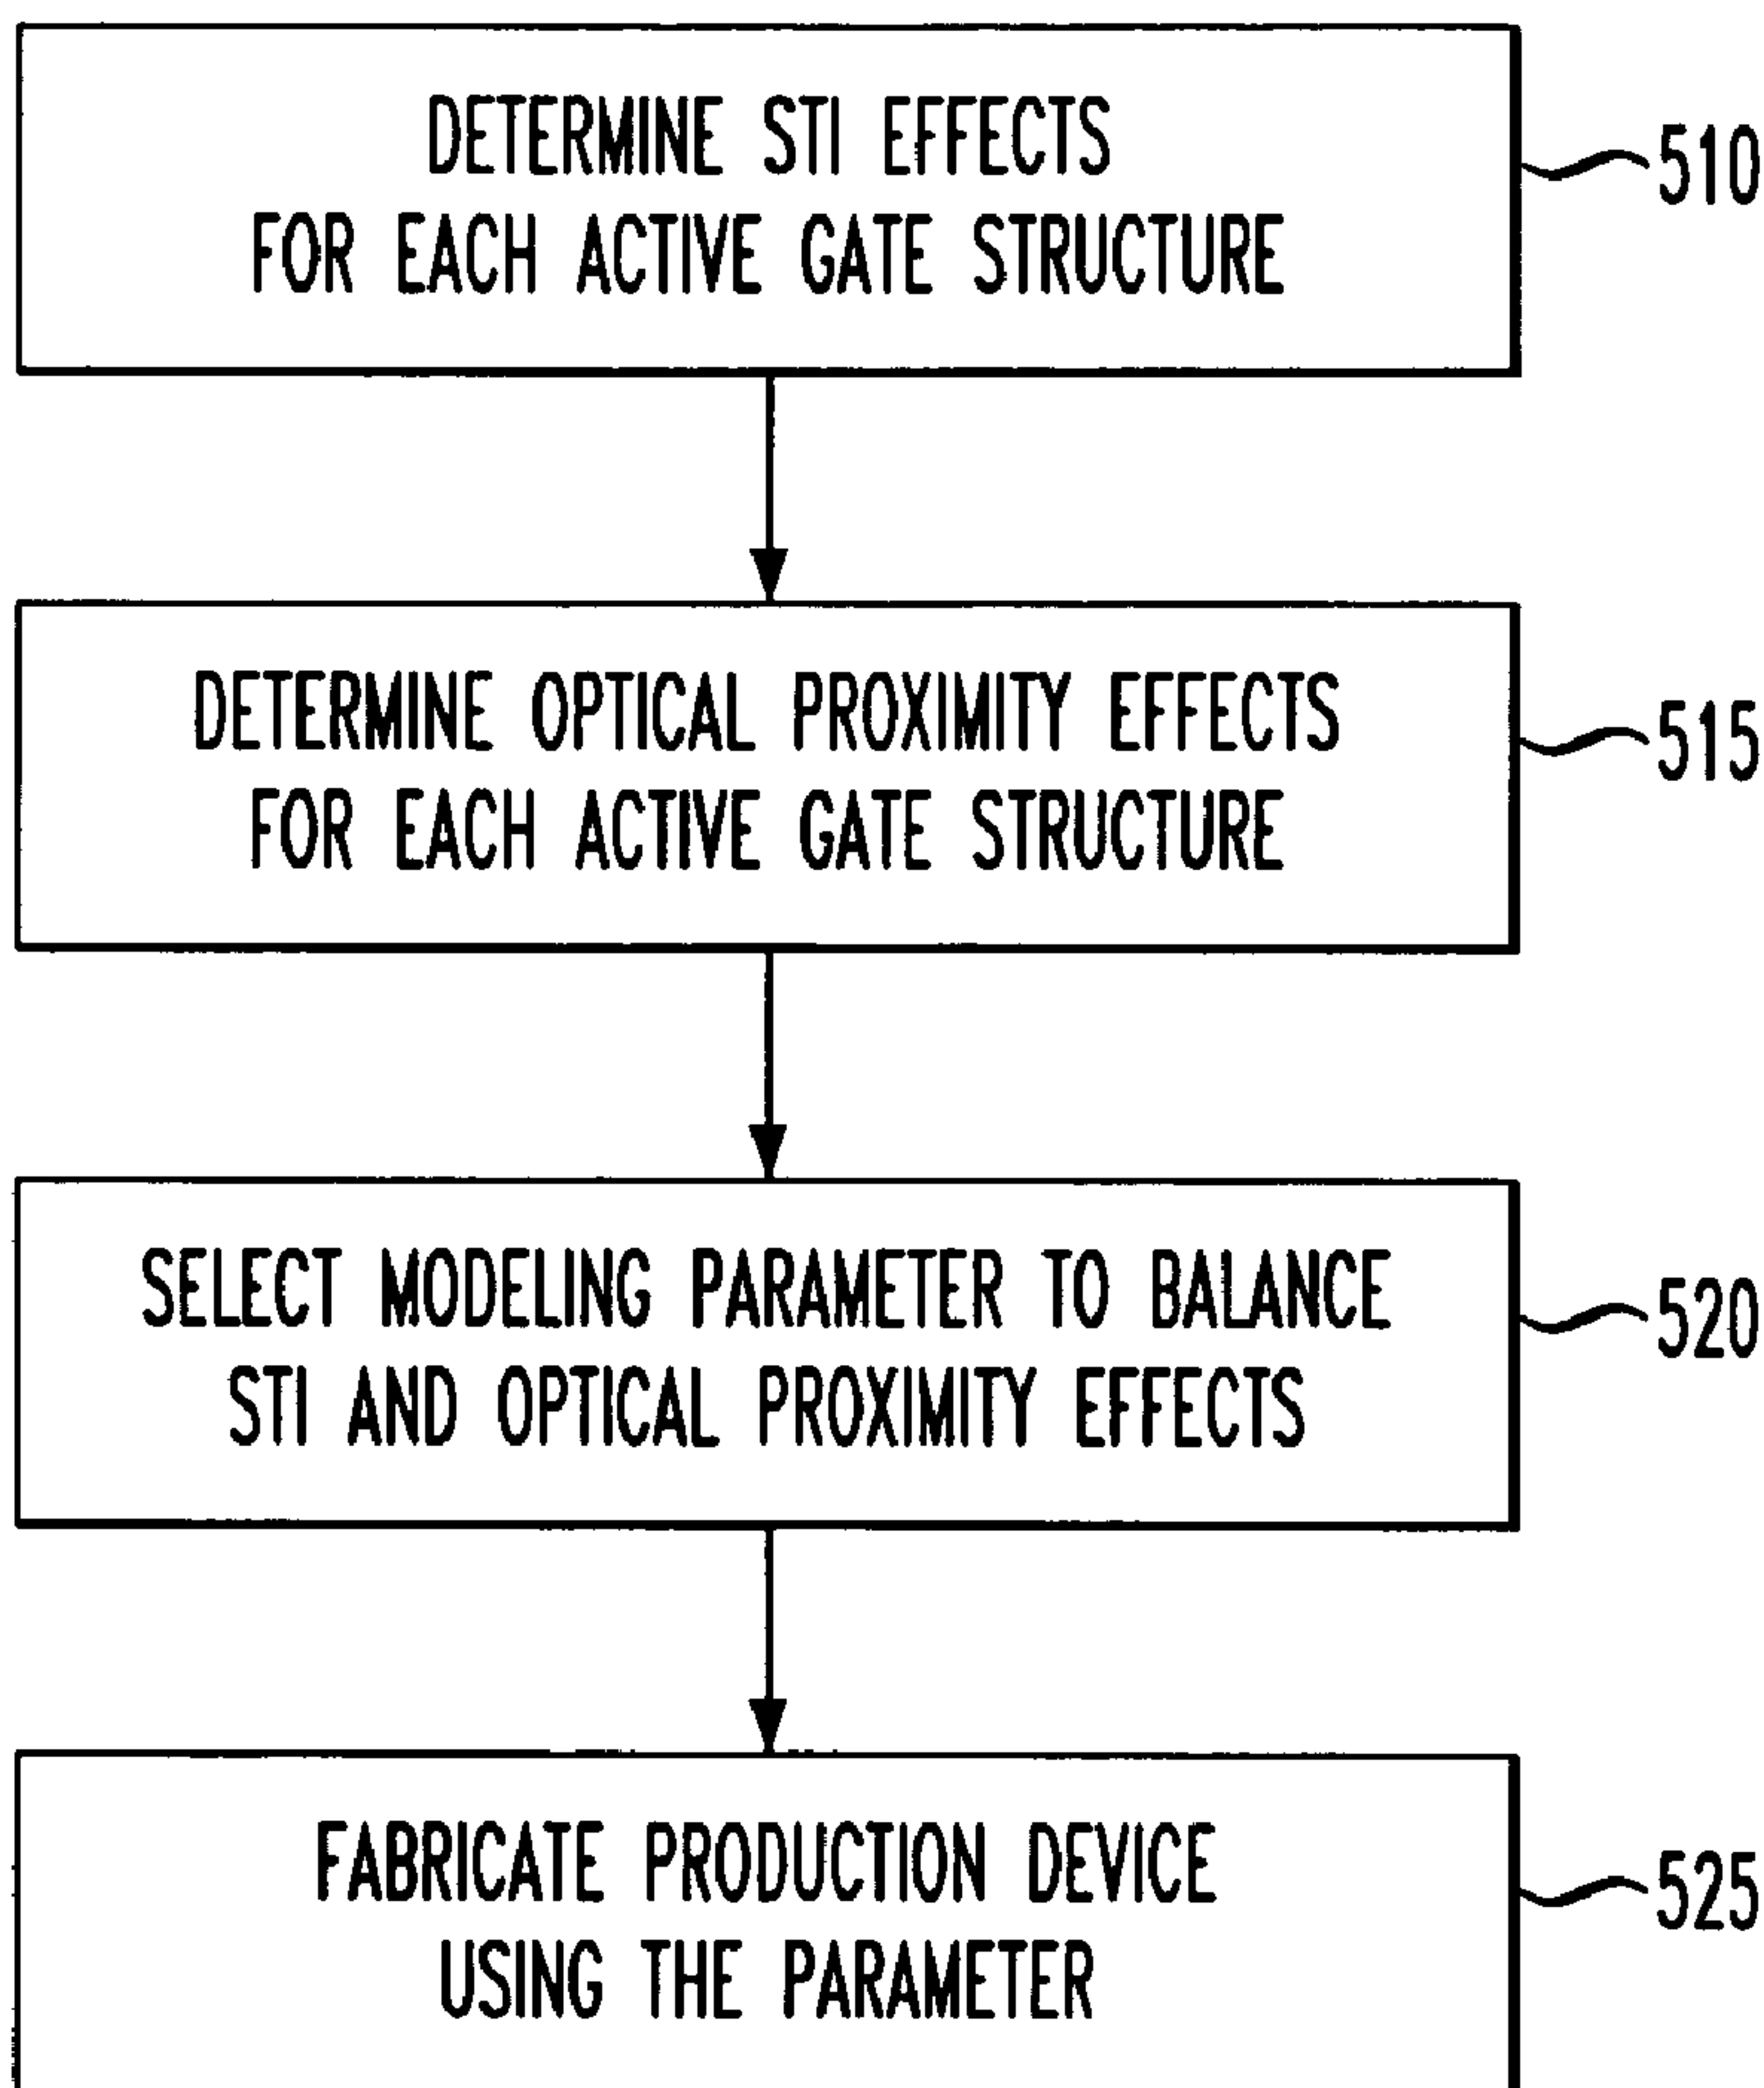 DETERMINE STI EFFECTS
FOR EACH ACTIVE GATE STRUCTURE
510
DETERMINE OPTICAL PROXIMITY EFFECTS
FOR EACH ACTIVE GATE STRUCTURE
515
SELECT MODELING PARAMETER TO BALANCE
STI AND OPTICAL PROXIMITY EFFECTS
520
FABRICATE PRODUCTION DEVICE
USING THE PARAMETER
525